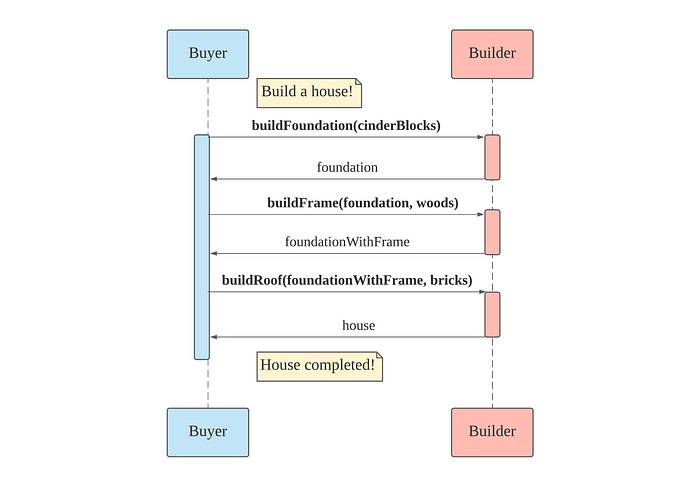 Buyer
Builder
Build a house!
buildFoundation(cinderBlocks)
foundation
buildFrame(foundation, woods)
foundationWithFrame
buildRoof(foundationWithFrame, bricks)
house
House completed!
Buyer
Builder